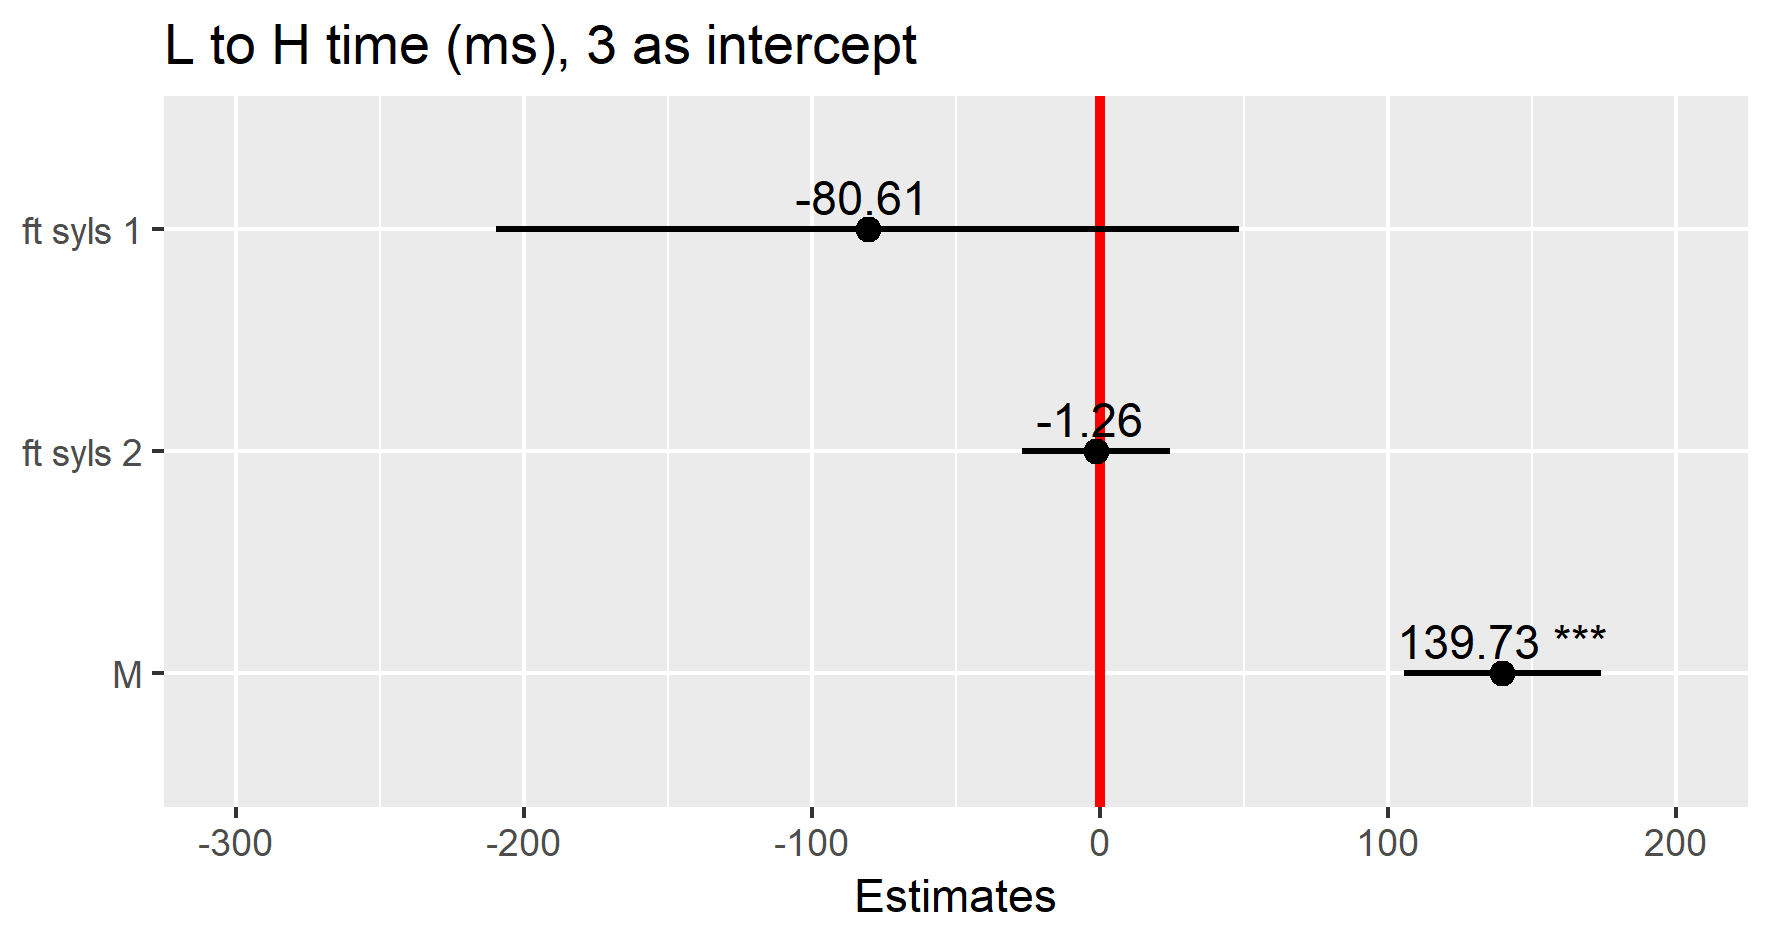 L to H time (ms), 3 as intercept
ft syls 1
-80.61
ft syls 2
-1.26
M
139.73 ***
-300 -200 -100 0 100 200
Estimates